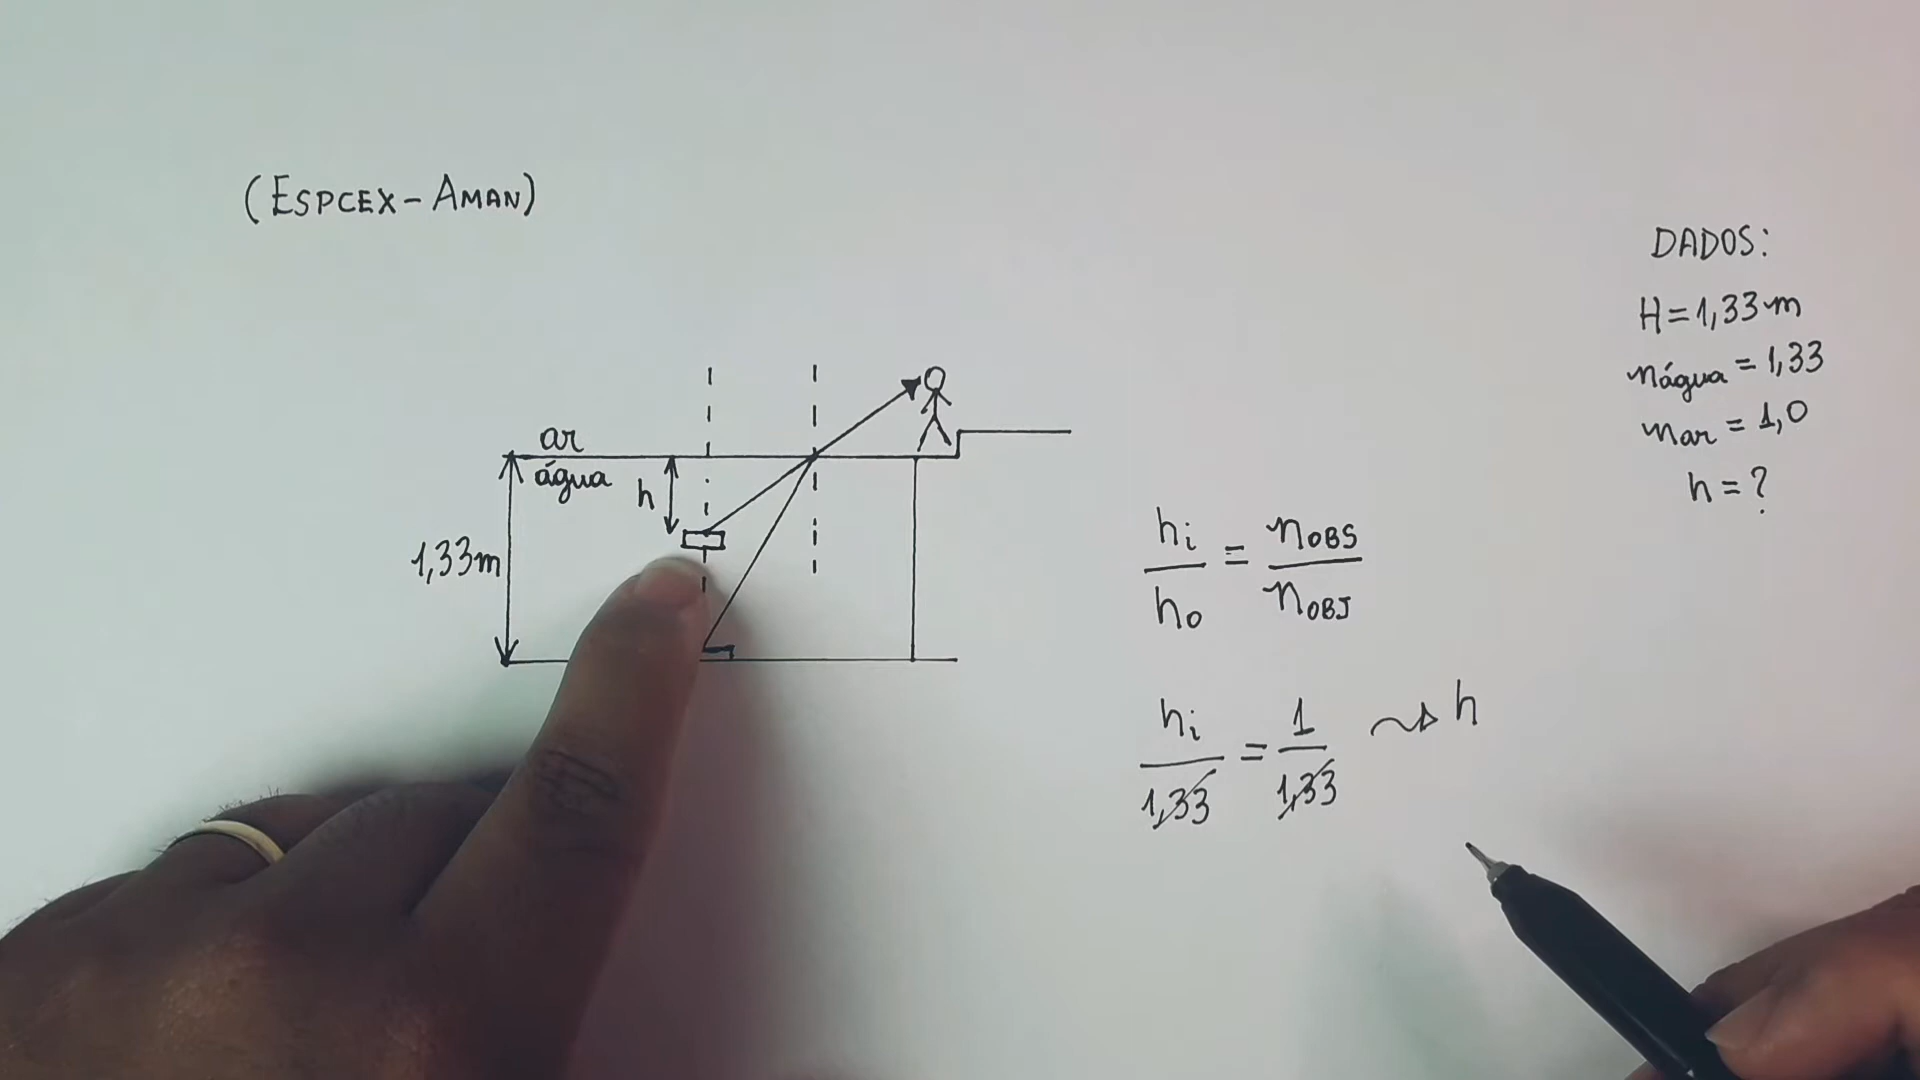 (ESPCEX-AMAN)
DADOS:
H=1,33m
nágua = 1,33
nar = 1,0
h = ?
ar
água
h
1,33m
hi/ho = nOBS/nOBJ
hi/1,33 = 1/1,33 ⇝ h